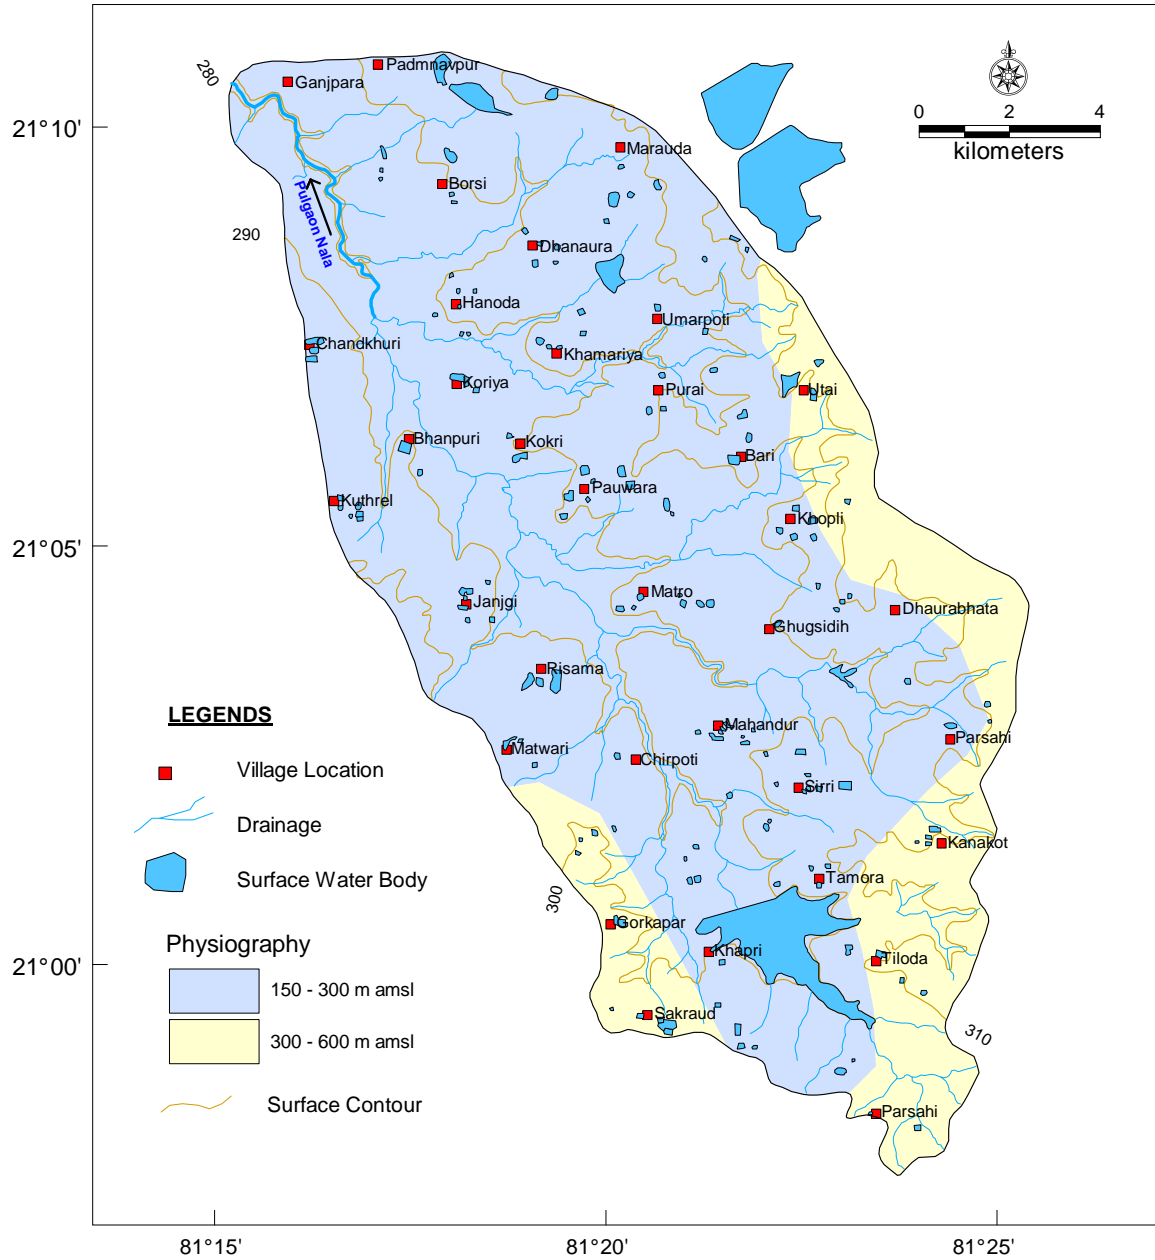 280
Padmnavpur
Ganjpara
0 2 4
kilometers
21°10'
Marauda
Borsi
Pulgaon Nala
290
Dhanaura
Hanoda
Umarpoti
Chandkhuri
Khamariya
Koriya
Purai
Utai
Bhanpuri
Kokri
Bari
Pauwara
Kuthrel
Khopli
21°05'
Janjgi
Matro
Dhaurabhata
Ghugsidih
Risama
LEGENDS
Mahandur
Parsahi
Matwari
Chirpoti
Village Location
Sirri
Drainage
Kanakot
Surface Water Body
Tamora
300
Gorkapar
Physiography
Khapri
Tiloda
21°00'
150 - 300 m amsl
Sakraud
310
300 - 600 m amsl
Surface Contour
Parsahi
81°15' 81°20' 81°25'